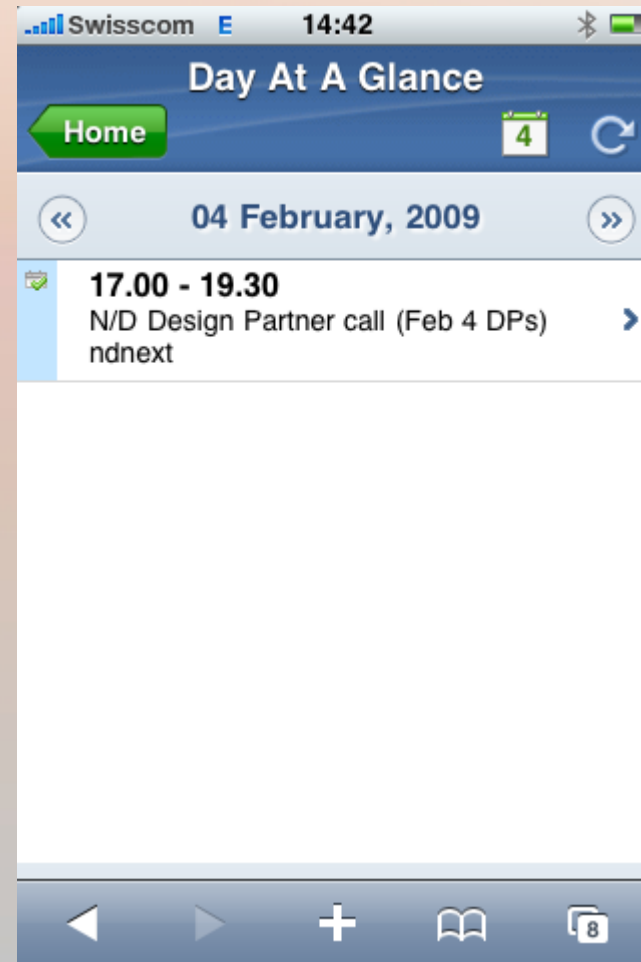 Swisscom E 14:42
Day At A Glance
Home 4
04 February, 2009
17.00 - 19.30
N/D Design Partner call (Feb 4 DPs)
ndnext
8